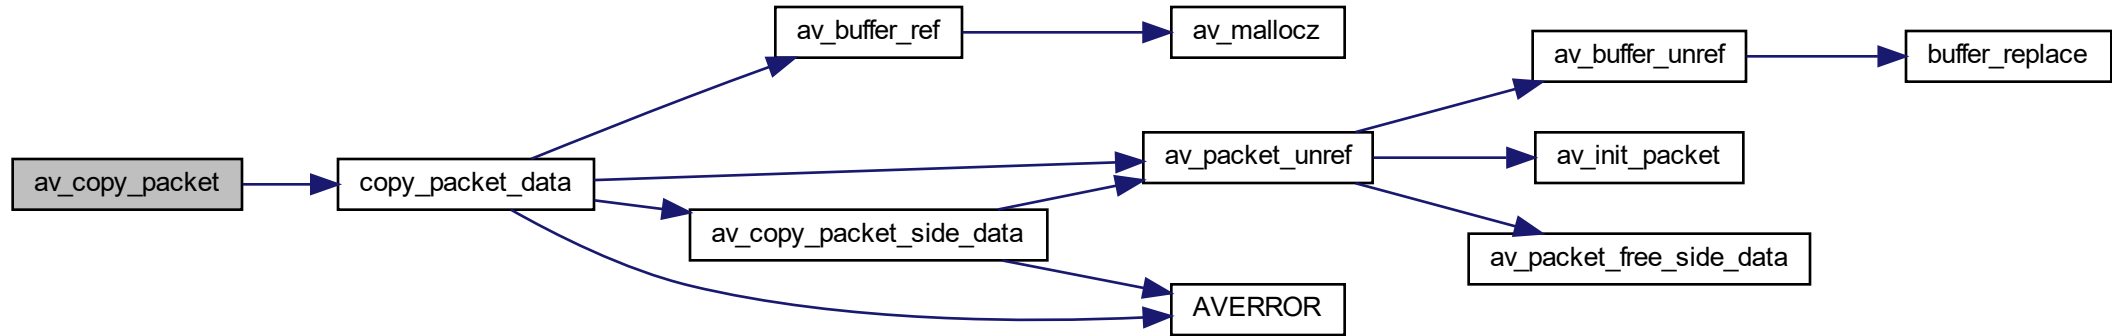 av_copy_packet
copy_packet_data
av_buffer_ref
av_mallocz
av_copy_packet_side_data
av_packet_unref
AVERROR
av_buffer_unref
buffer_replace
av_init_packet
av_packet_free_side_data